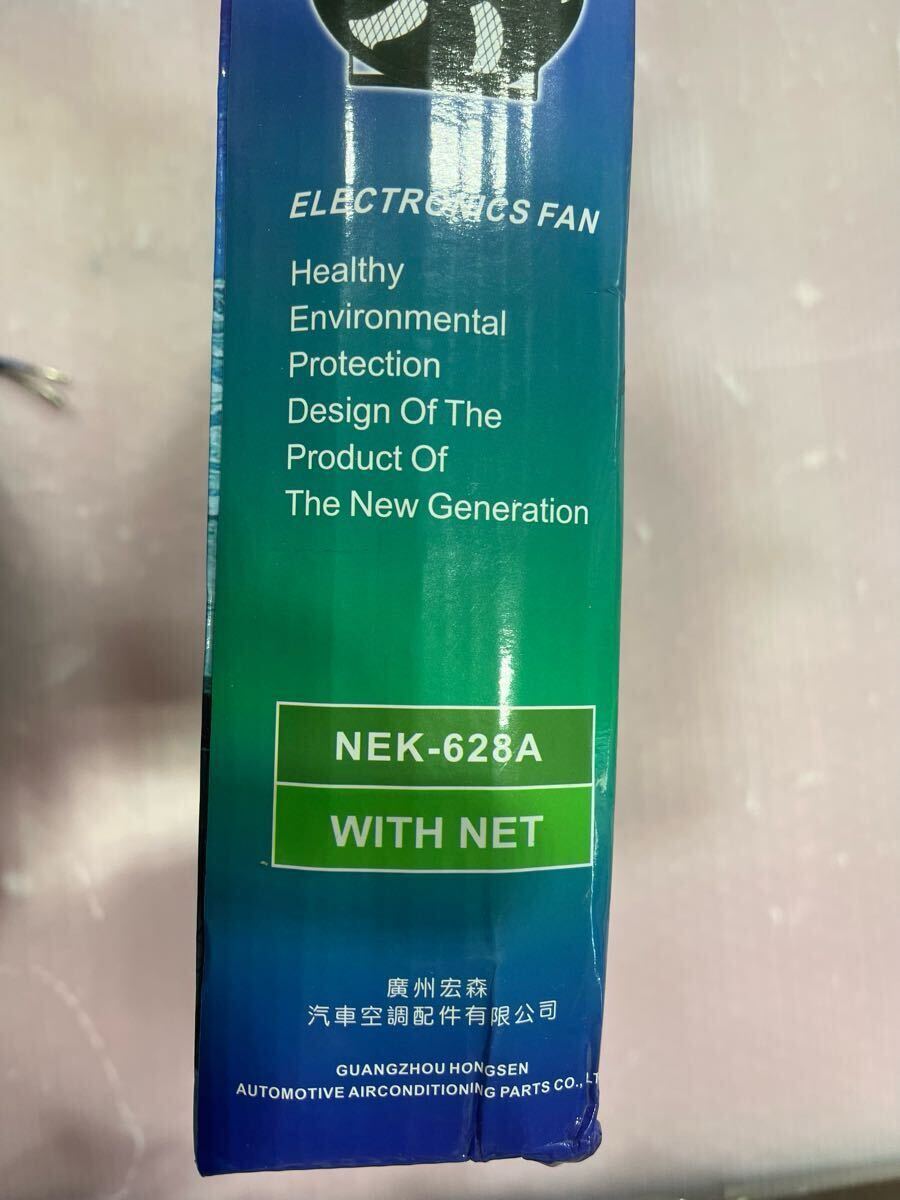 ELECTRONICS FAN
Healthy
Environmental
Protection
Design Of The
Product Of
The New Generation
NEK-628A
WITH NET
廣州宏森
汽車空調配件有限公司
GUANGZHOU HONGSEN
AUTOMOTIVE AIRCONDITIONING PARTS CO., LT